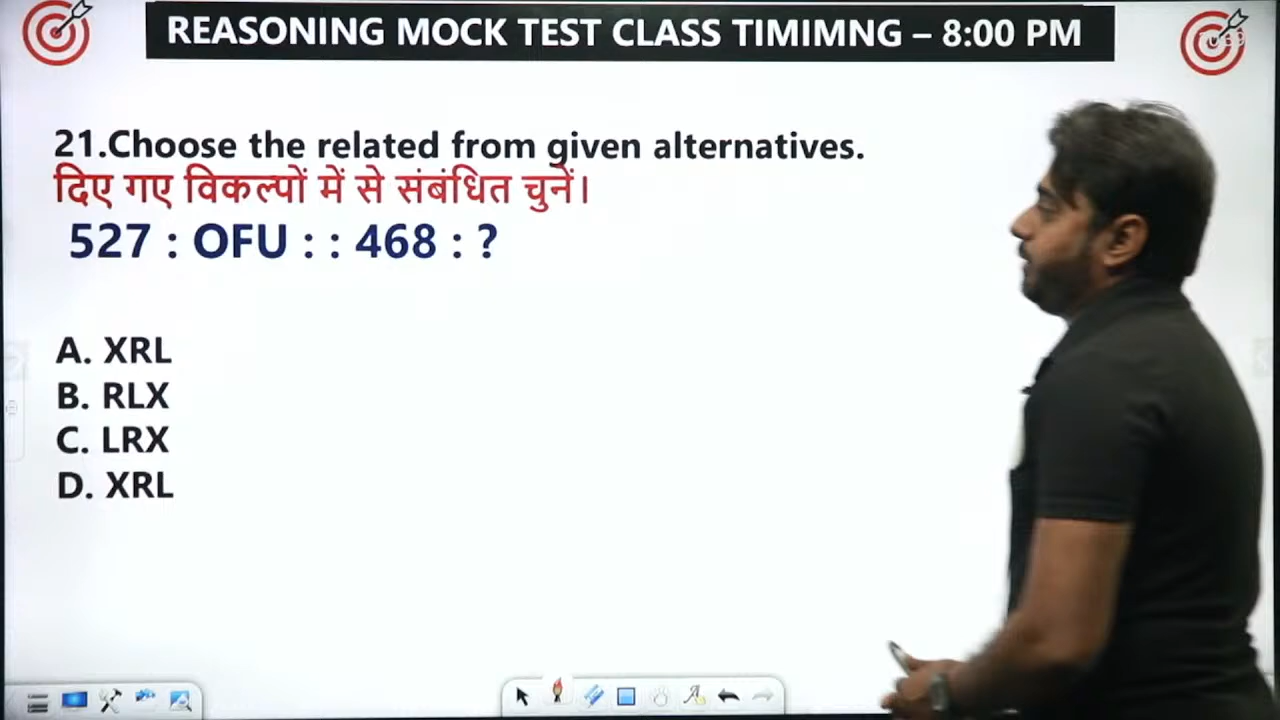 REASONING MOCK TEST CLASS TIMIMNG – 8:00 PM
21.Choose the related from given alternatives.
दिए गए विकल्पों में से संबंधित चुनें।
527 : OFU : : 468 : ?
A. XRL
B. RLX
C. LRX
D. XRL